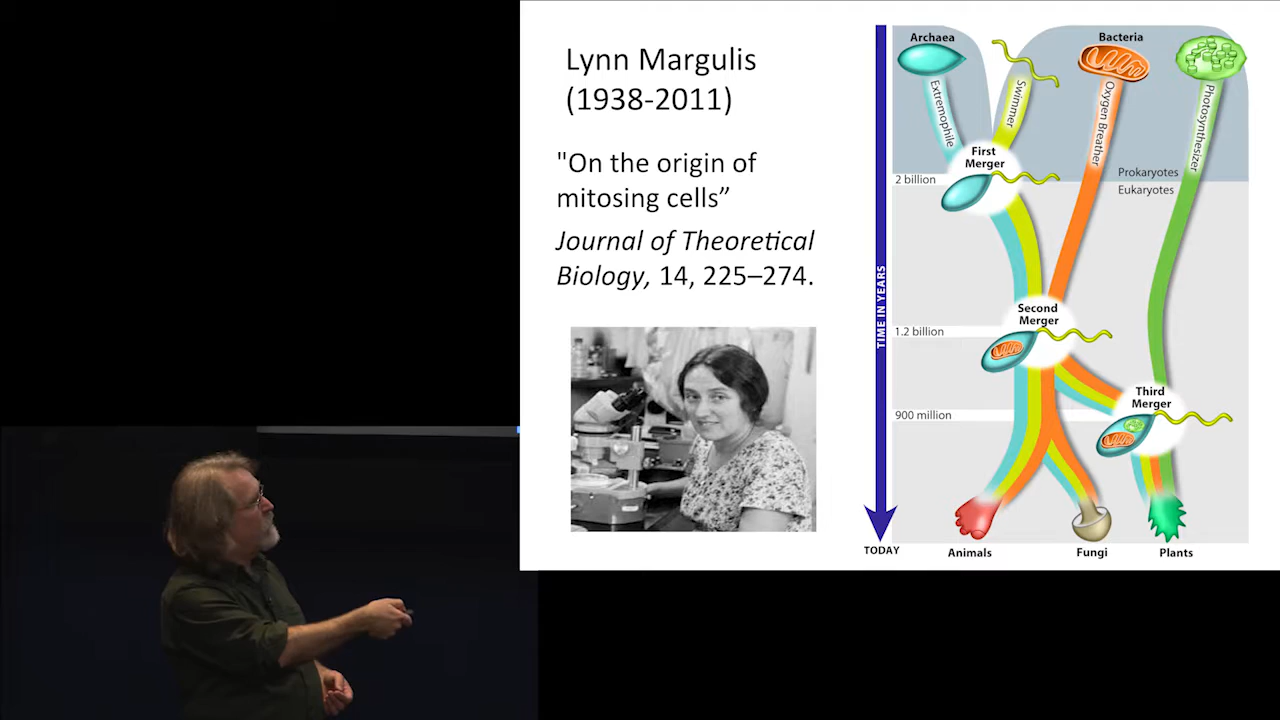 Lynn Margulis
(1938-2011)
"On the origin of
mitosing cells”
Journal of Theoretical
Biology, 14, 225–274.
Archaea
Bacteria
Extremophile
Swimmer
Oxygen Breather
Photosynthesizer
First
Merger
2 billion
Prokaryotes
Eukaryotes
TIME IN YEARS
Second
Merger
1.2 billion
Third
Merger
900 million
TODAY
Animals
Fungi
Plants